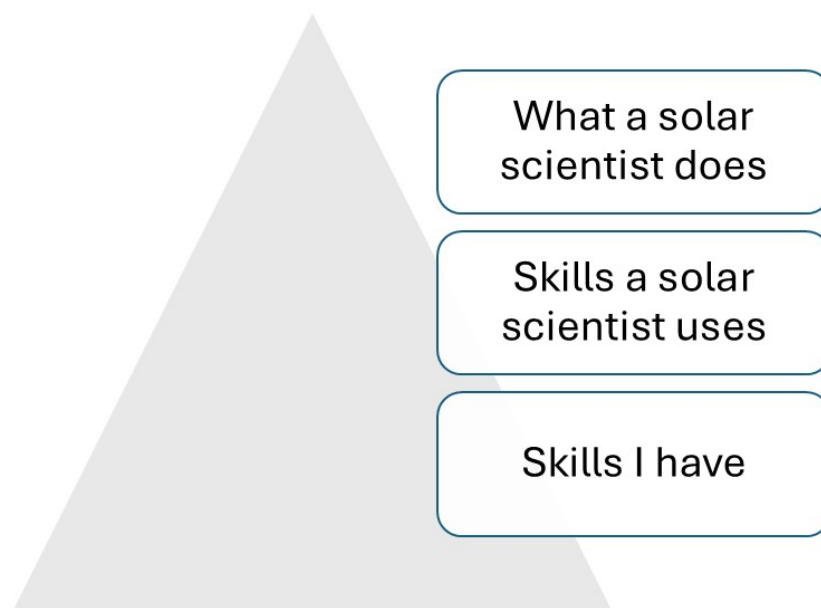 What a solar
scientist does
Skills a solar
scientist uses
Skills I have